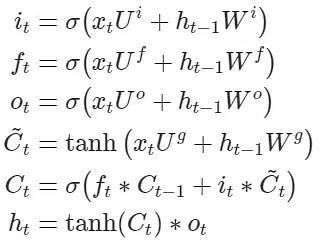 i_t = σ(x_t U^i + h_{t-1} W^i)
f_t = σ(x_t U^f + h_{t-1} W^f)
o_t = σ(x_t U^o + h_{t-1} W^o)
C̃_t = tanh(x_t U^g + h_{t-1} W^g)
C_t = σ(f_t * C_{t-1} + i_t * C̃_t)
h_t = tanh(C_t) * o_t